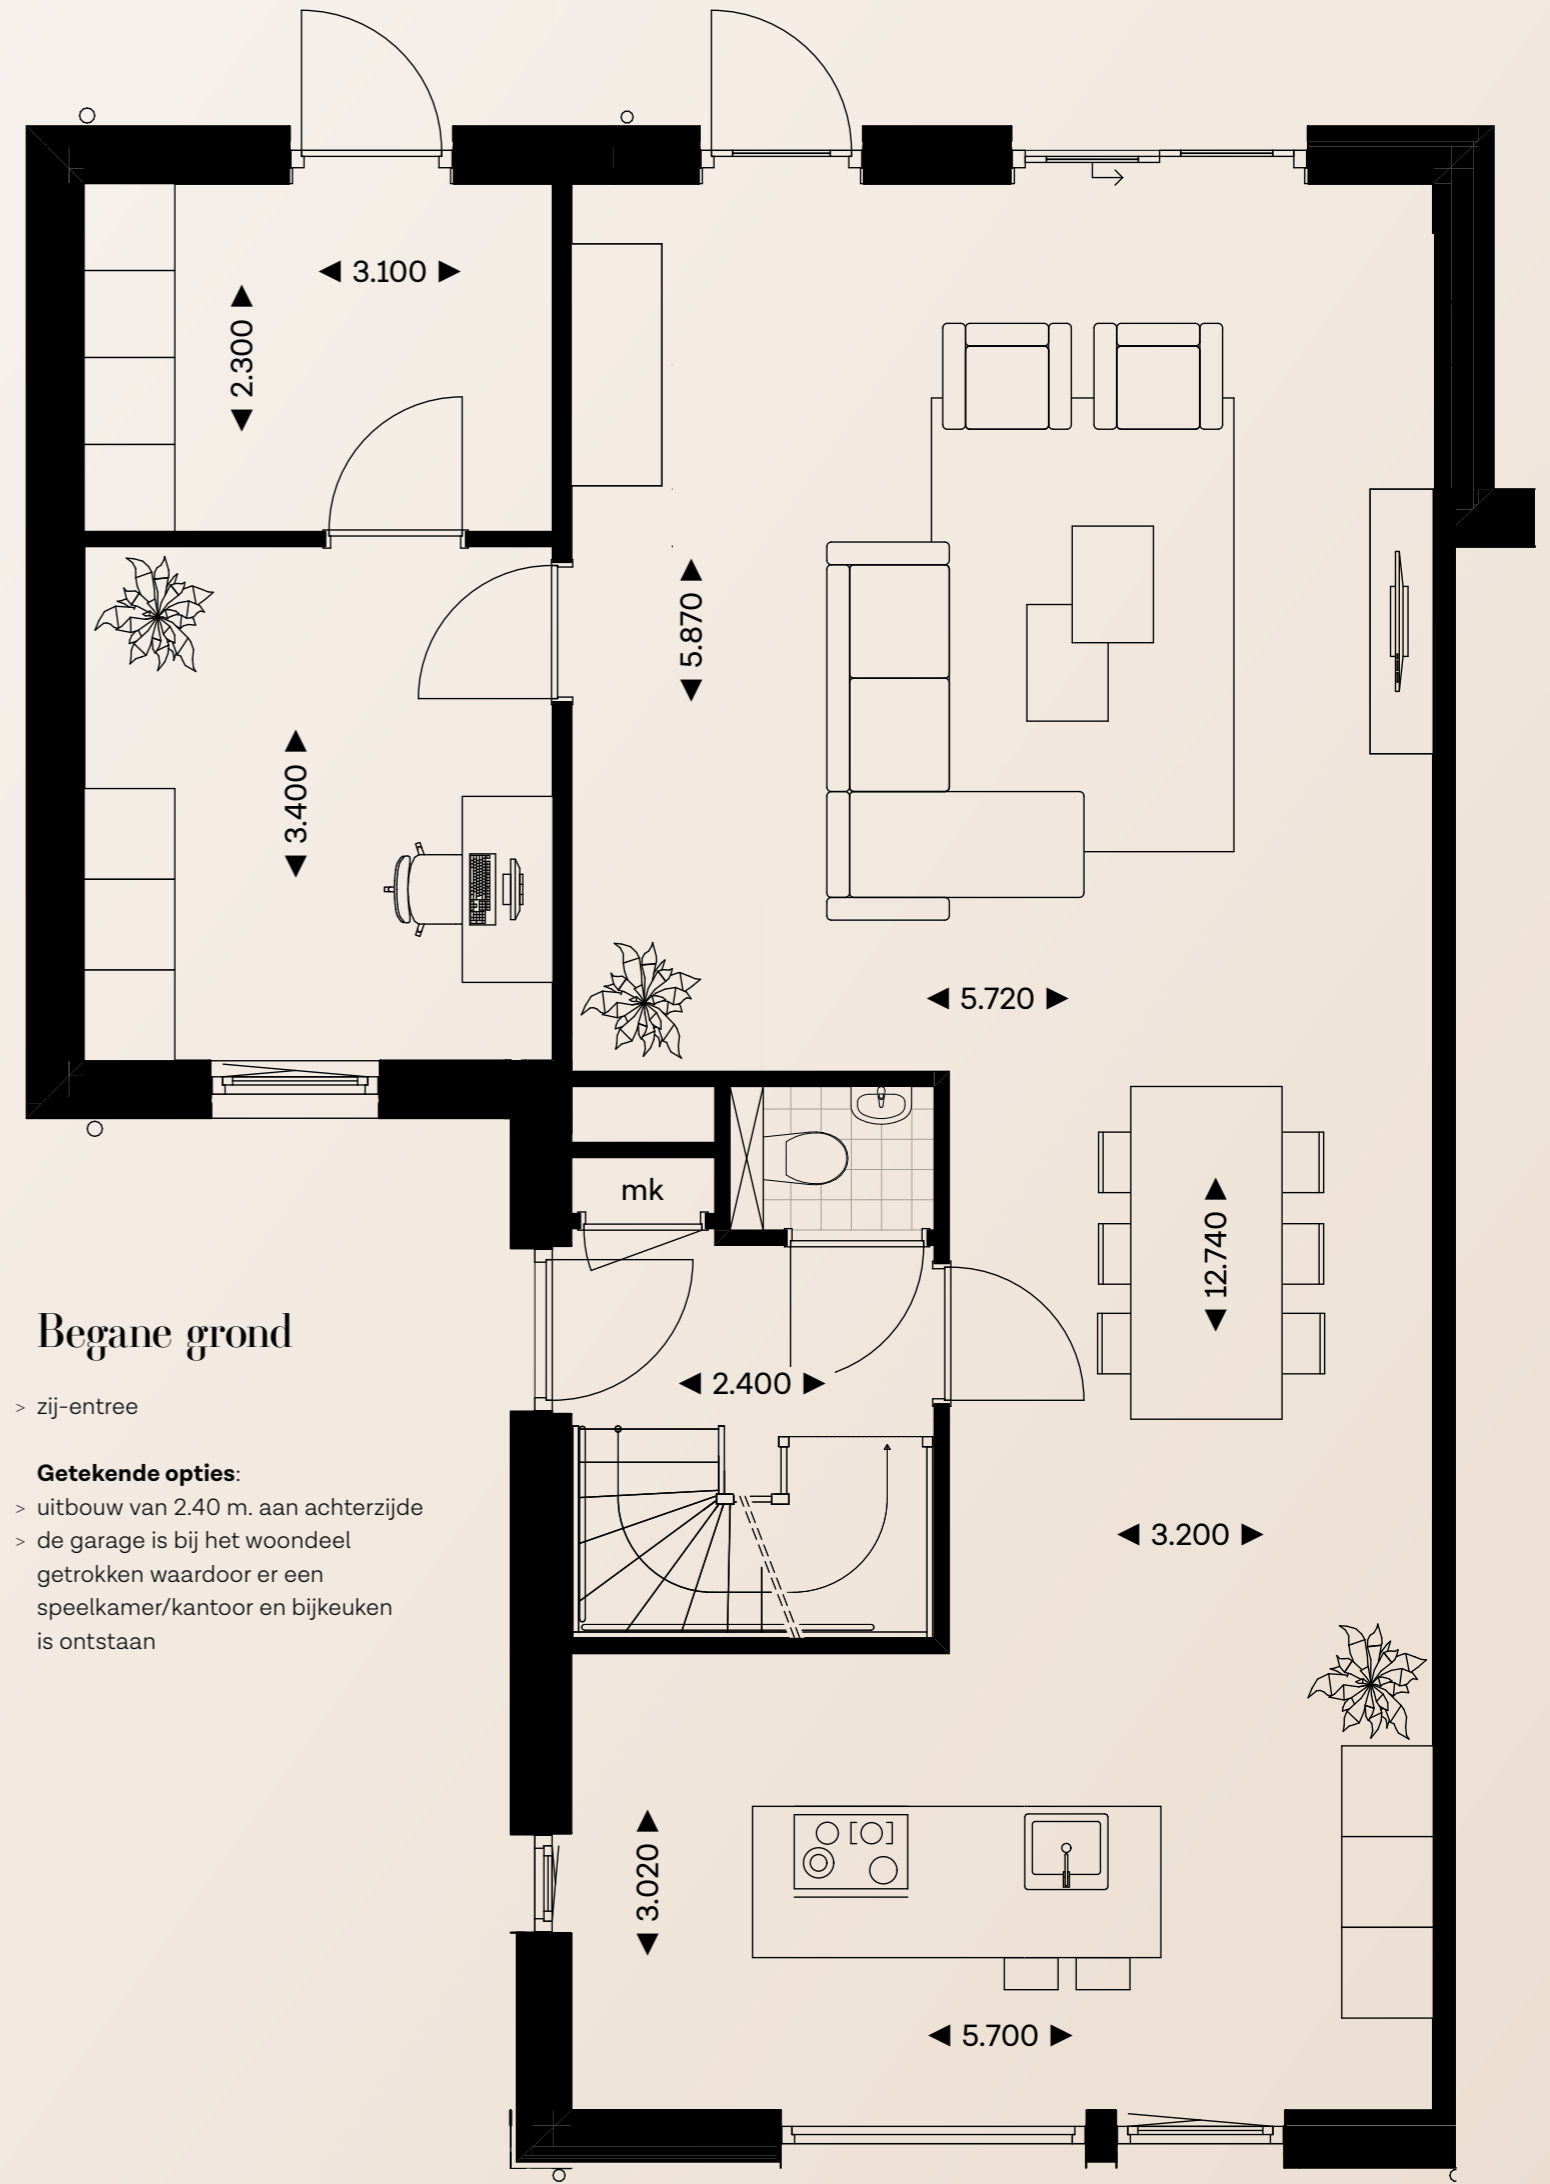 3.100
2.300
5.870
3.400
5.720
mk
12.740
2.400
Begane grond
> zij-entree
Getekende opties:
> uitbouw van 2.40 m. aan achterzijde
> de garage is bij het woondeel
getrokken waardoor er een
speelkamer/kantoor en bijkeuken
is ontstaan
3.200
3.020
5.700